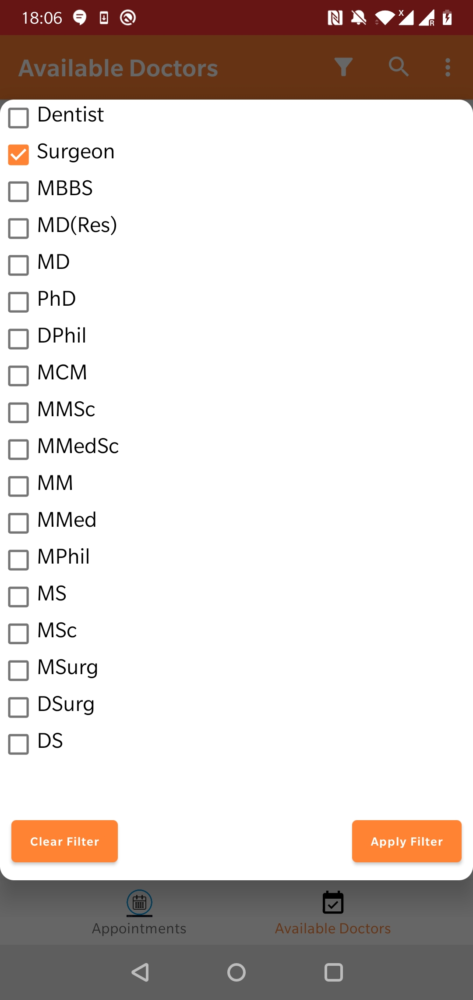 18:06
X
R
Available Doctors
Dentist
Surgeon
MBBS
MD(Res)
MD
PhD
DPhil
MCM
MMSc
MMedSc
MM
MMed
MPhil
MS
MSc
MSurg
DSurg
DS
Clear Filter
Apply Filter
Appointments
Available Doctors